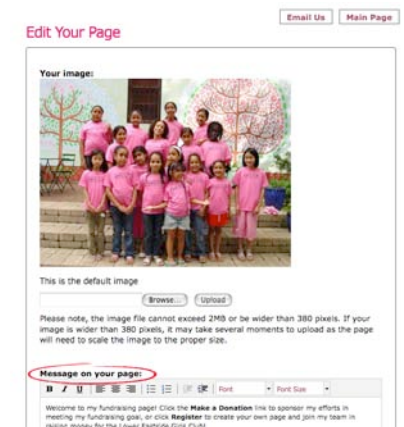 Email Us Main Page
Edit Your Page
Your image:
This is the default image
Browse... Upload
Please note, the image file cannot exceed 2MB or be wider than 380 pixels. If your
image is wider than 380 pixels, it may take several moments to upload as the page
will need to scale the image to the proper size.
Message on your page:
B I U Font Font Size
Welcome to my fundraising page! Click the Make a Donation link to sponsor my efforts in
meeting my fundraising goal, or click Register to create your own page and join my team in
raising money for the Lower Eastside Girls Club!